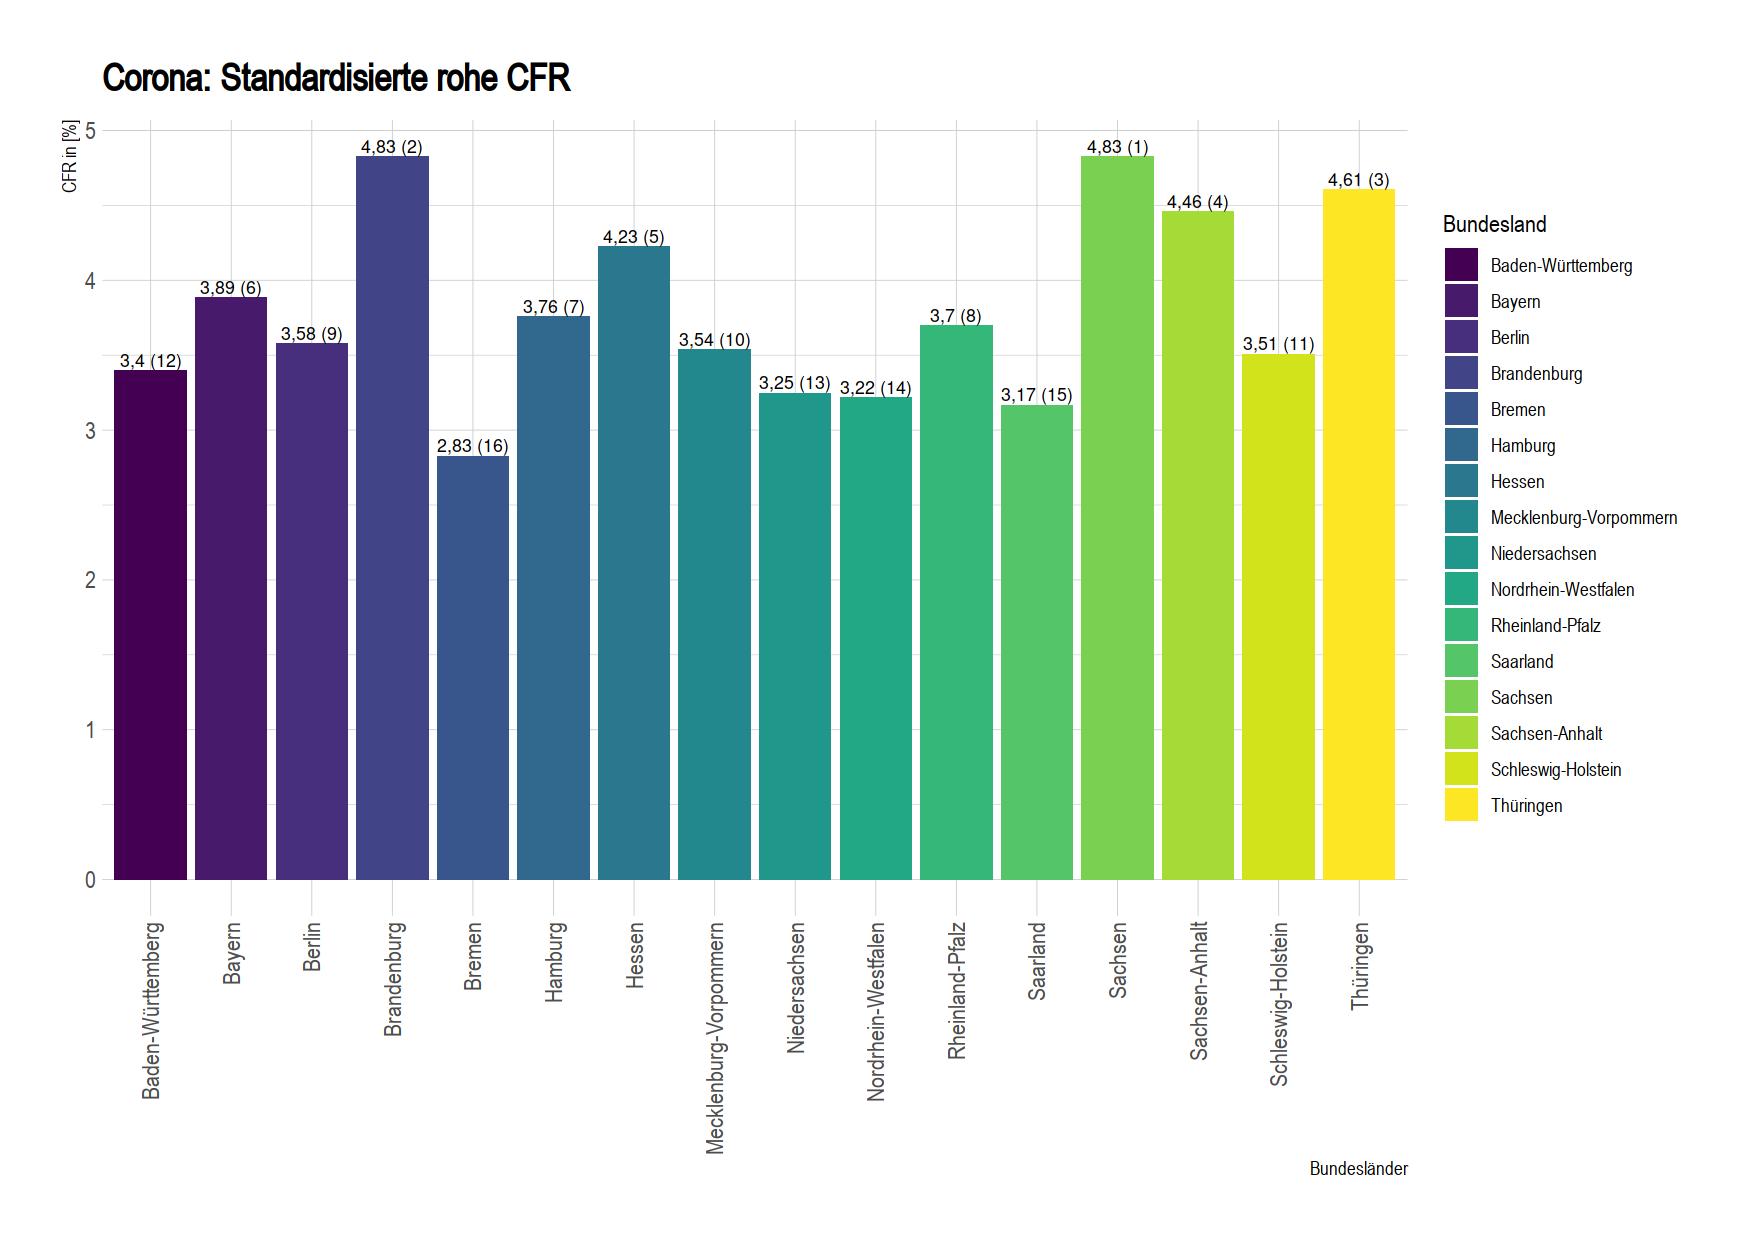 Corona: Standardisierte rohe CFR
CFR in [%]
5
4
3
2
1
0
3,4 (12)
3,89 (6)
3,58 (9)
4,83 (2)
2,83 (16)
3,76 (7)
4,23 (5)
3,54 (10)
3,25 (13)
3,22 (14)
3,7 (8)
3,17 (15)
4,83 (1)
4,46 (4)
3,51 (11)
4,61 (3)
Baden-Württemberg
Bayern
Berlin
Brandenburg
Bremen
Hamburg
Hessen
Mecklenburg-Vorpommern
Niedersachsen
Nordrhein-Westfalen
Rheinland-Pfalz
Saarland
Sachsen
Sachsen-Anhalt
Schleswig-Holstein
Thüringen
Bundesländer
Bundesland
Baden-Württemberg
Bayern
Berlin
Brandenburg
Bremen
Hamburg
Hessen
Mecklenburg-Vorpommern
Niedersachsen
Nordrhein-Westfalen
Rheinland-Pfalz
Saarland
Sachsen
Sachsen-Anhalt
Schleswig-Holstein
Thüringen